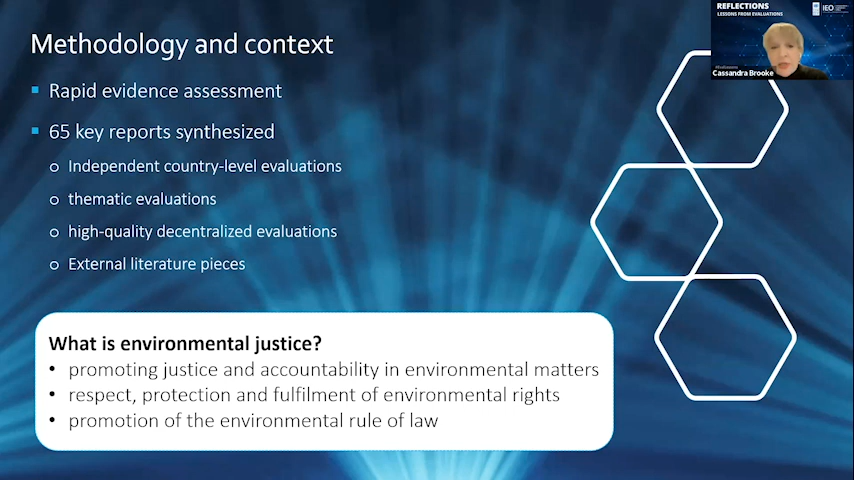 Methodology and context
Rapid evidence assessment
65 key reports synthesized
Independent country-level evaluations
thematic evaluations
high-quality decentralized evaluations
External literature pieces
What is environmental justice?
promoting justice and accountability in environmental matters
respect, protection and fulfilment of environmental rights
promotion of the environmental rule of law
REFLECTIONS
LESSONS FROM EVALUATIONS
IEO
Cassandra Brooke